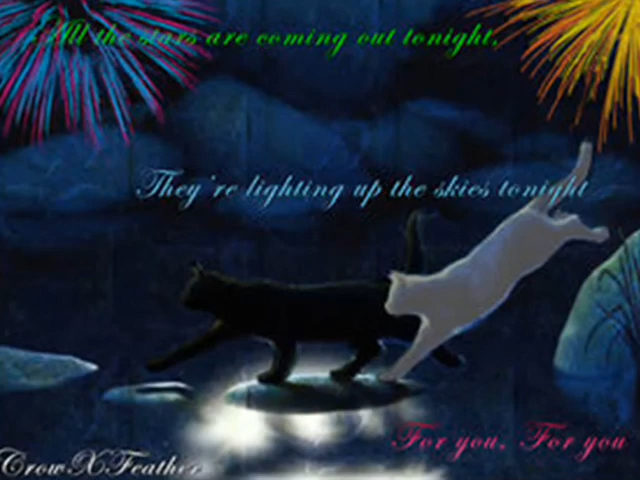 All the stars are coming out tonight.
They're lighting up the skies tonight
For you. For you
CrowXFeather